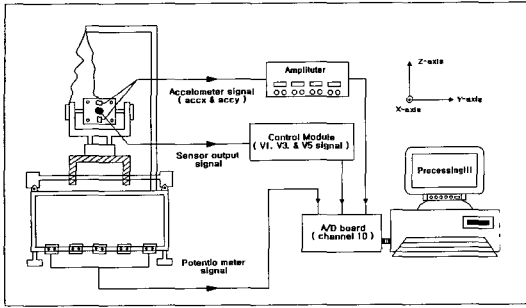 Z-axis
Y-axis
X-axis
Amplituter
Accelometer signal
( accx & accy )
Control Module
( V1, V3, & V5 signal )
Sensor output
signal
Processing!!!
A/D board
( channel 10 )
Potentio meter
signal